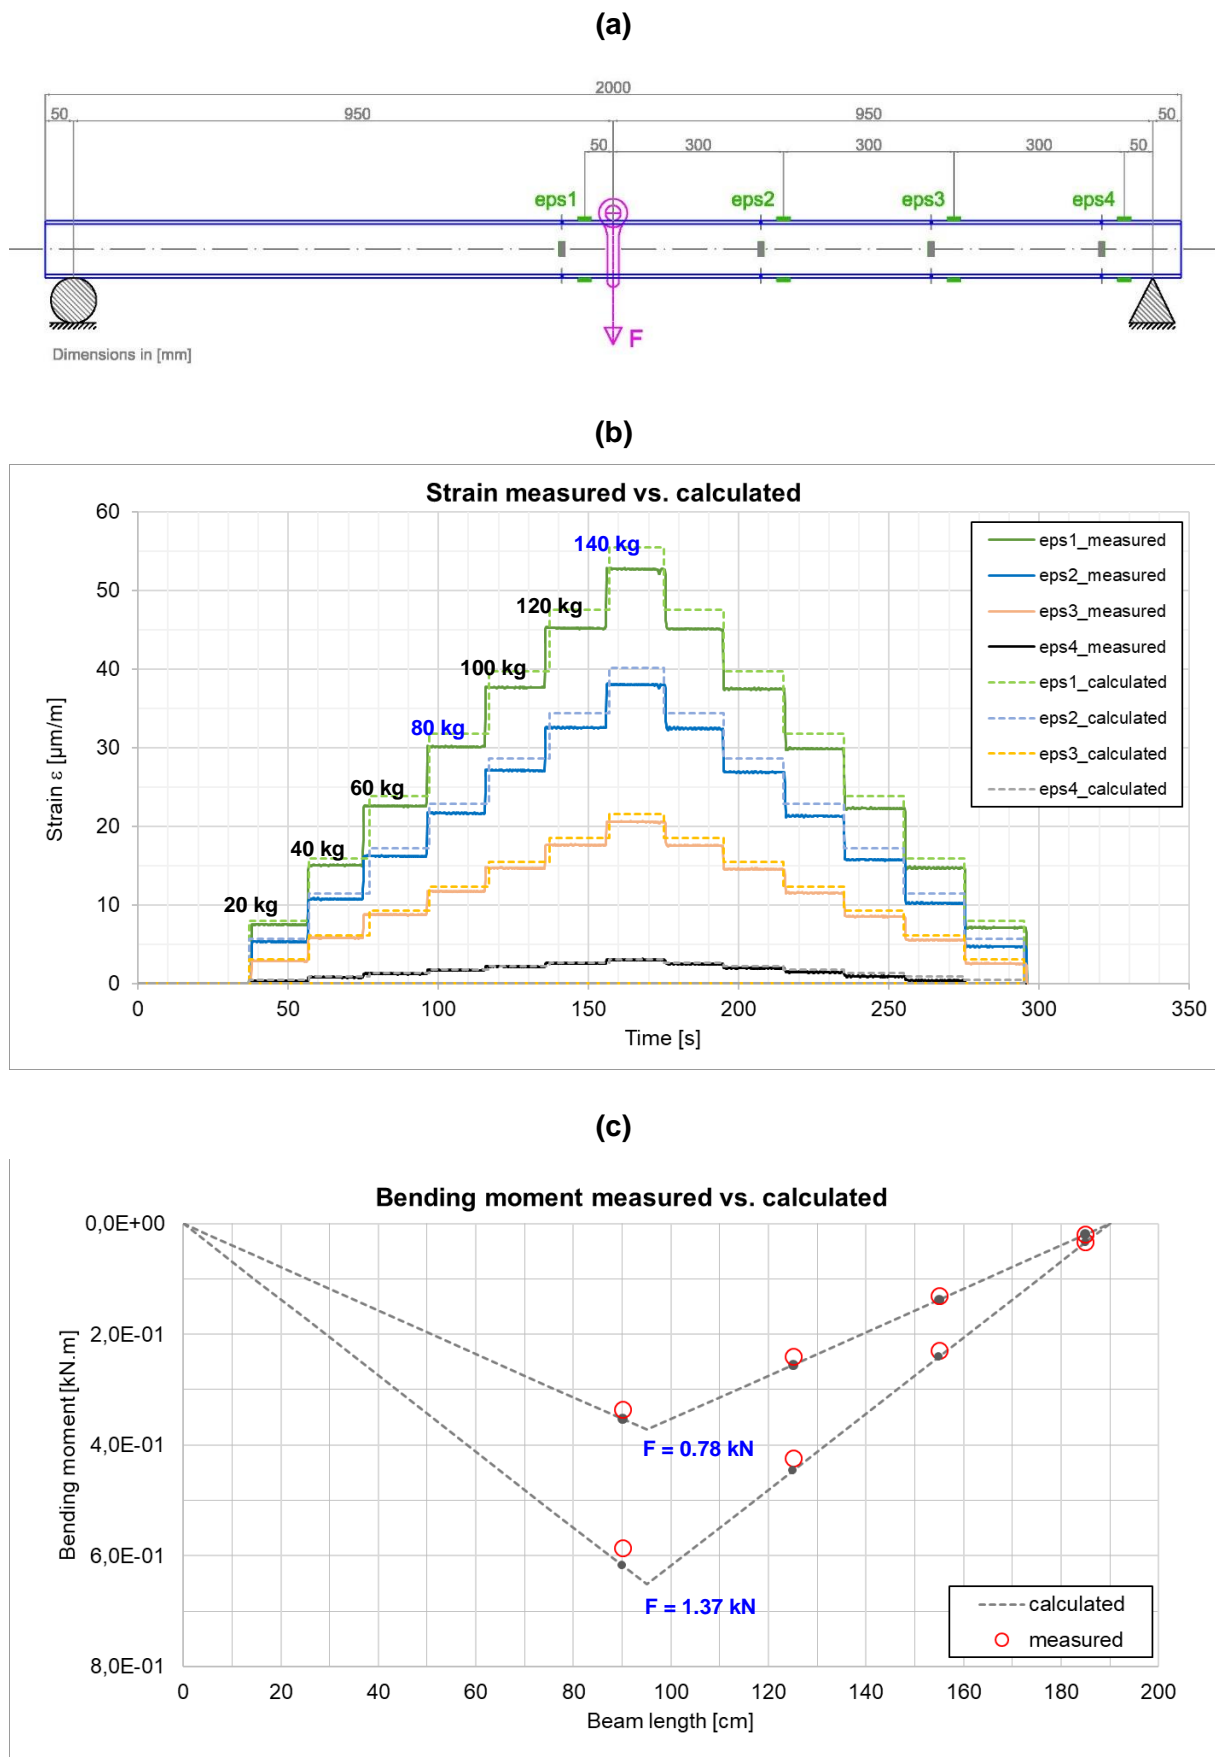 (a)
2000
50 950 950 50
50 300 300 300 50
eps1 eps2 eps3 eps4
F
Dimensions in [mm]
(b)
Strain measured vs. calculated
60
50
40
30
20
10
0
Strain ε [µm/m]
0 50 100 150 200 250 300 350
Time [s]
20 kg
40 kg
60 kg
80 kg
100 kg
120 kg
140 kg
eps1_measured
eps2_measured
eps3_measured
eps4_measured
eps1_calculated
eps2_calculated
eps3_calculated
eps4_calculated
(c)
Bending moment measured vs. calculated
0,0E+00
2,0E-01
4,0E-01
6,0E-01
8,0E-01
Bending moment [kN.m]
F = 0.78 kN
F = 1.37 kN
calculated
measured
0 20 40 60 80 100 120 140 160 180 200
Beam length [cm]